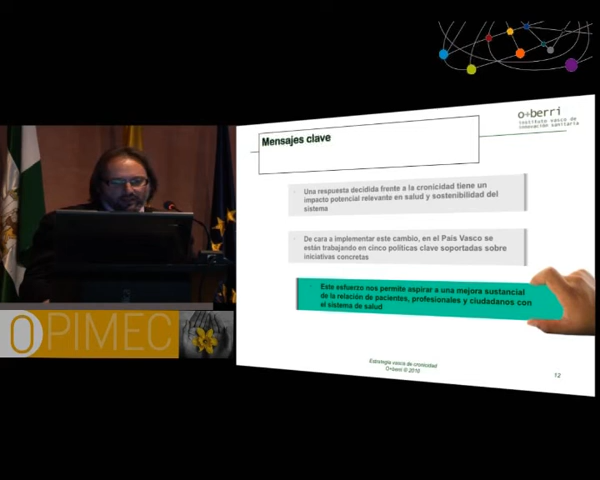 Mensajes clave
o+berri
instituto vasco de
innovación sanitaria
Una respuesta decidida frente a la cronicidad tiene un
impacto potencial relevante en salud y sostenibilidad del
sistema
De cara a implementar este cambio, en el País Vasco se
están trabajando en cinco políticas clave soportadas sobre
iniciativas concretas
Este esfuerzo nos permite aspirar a una mejora sustancial
de la relación de pacientes, profesionales y ciudadanos con
el sistema de salud
Estrategia vasca de cronicidad
O+berri © 2010
12
OPIMEC